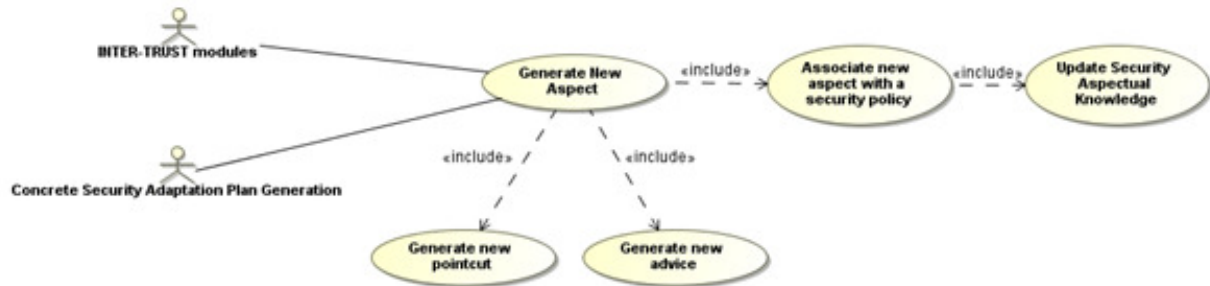 INTER-TRUST modules
Generate New
Aspect
«include»
Associate new
aspect with a
security policy
«include»
Update Security
Aspectual
Knowledge
«include»
«include»
Concrete Security Adaptation Plan Generation
Generate new
pointcut
Generate new
advice